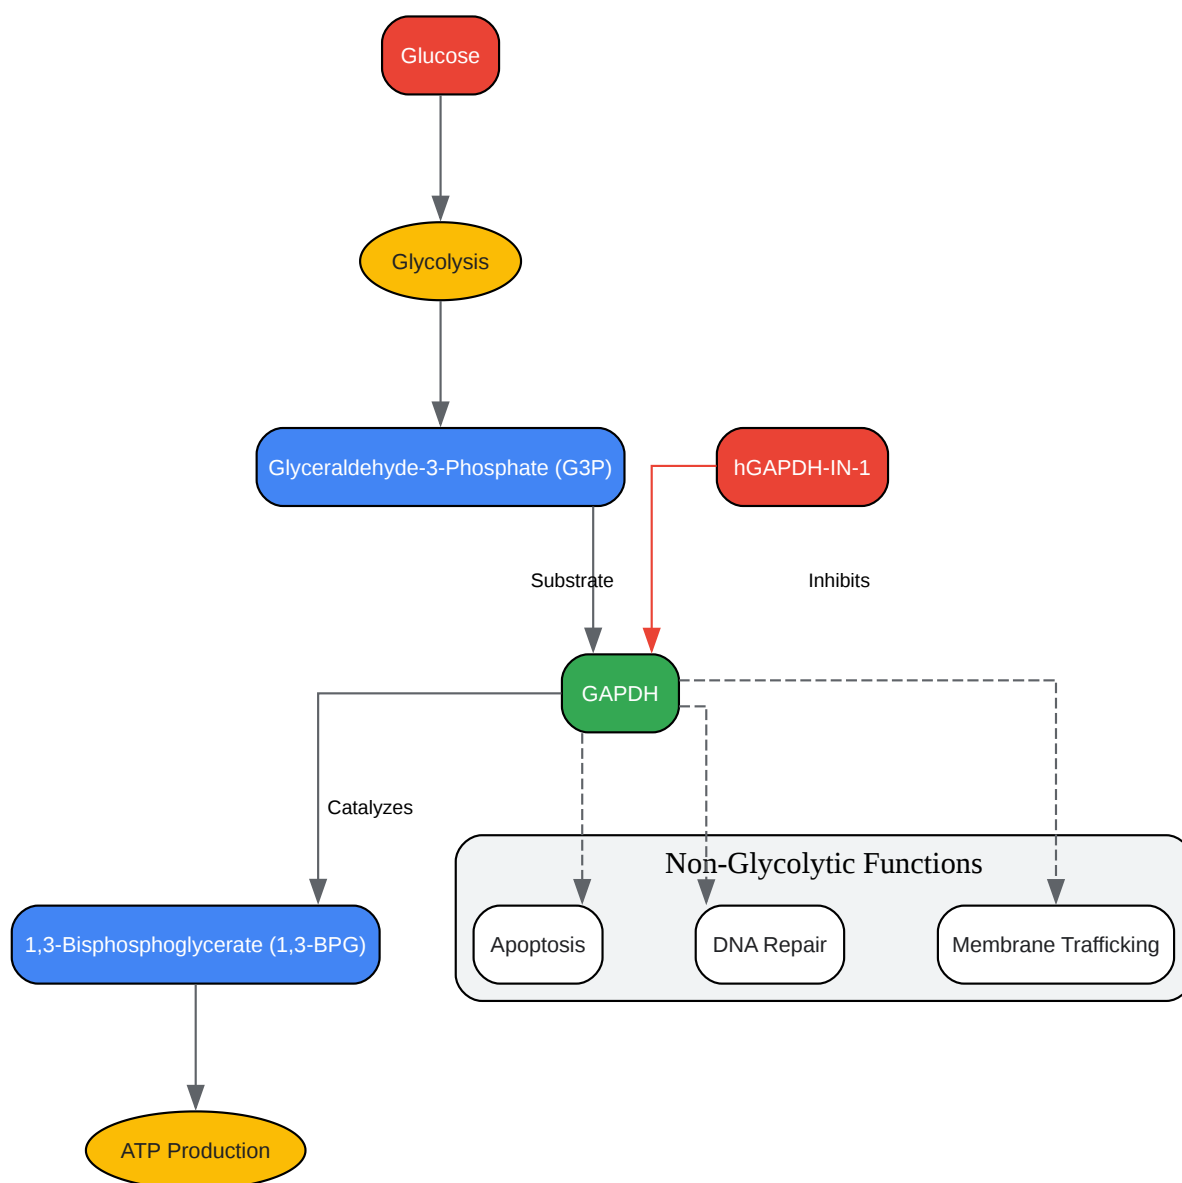 Glucose
Glycolysis
Glyceraldehyde-3-Phosphate (G3P)
hGAPDH-IN-1
Substrate
Inhibits
GAPDH
Catalyzes
Non-Glycolytic Functions
1,3-Bisphosphoglycerate (1,3-BPG)
Apoptosis
DNA Repair
Membrane Trafficking
ATP Production